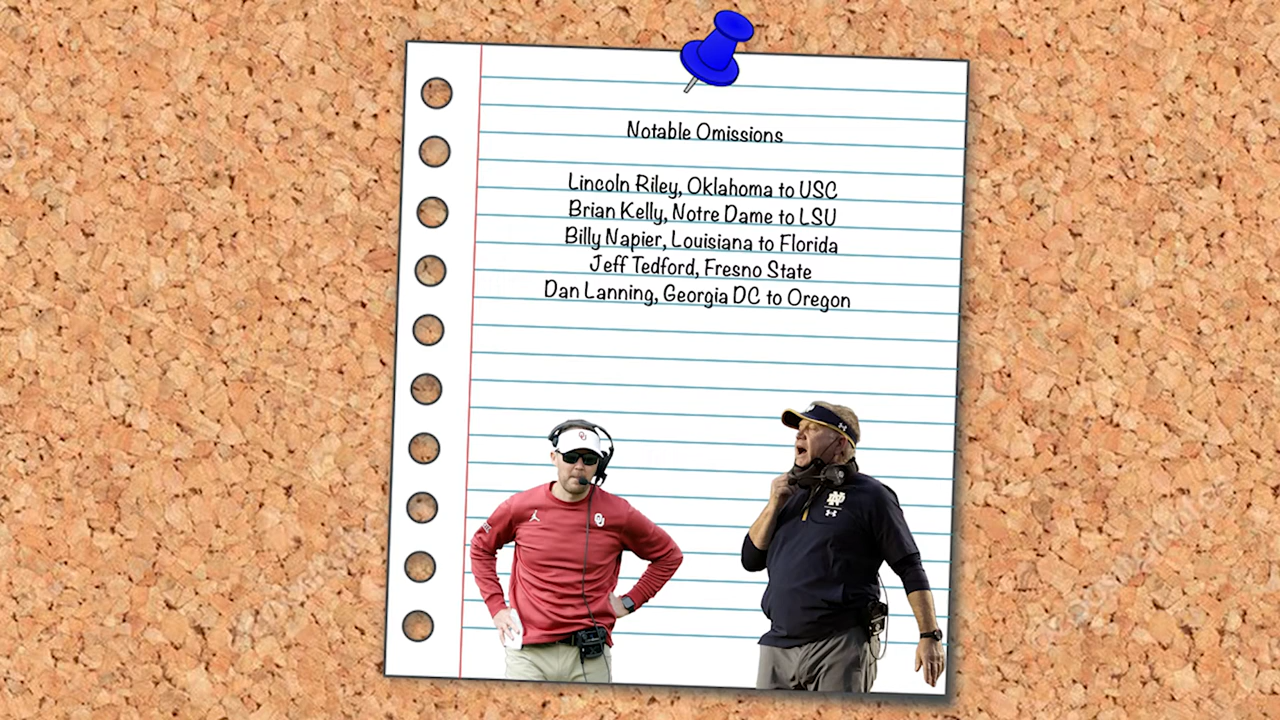 Notable Omissions
Lincoln Riley, Oklahoma to USC
Brian Kelly, Notre Dame to LSU
Billy Napier, Louisiana to Florida
Jeff Tedford, Fresno State
Dan Lanning, Georgia DC to Oregon